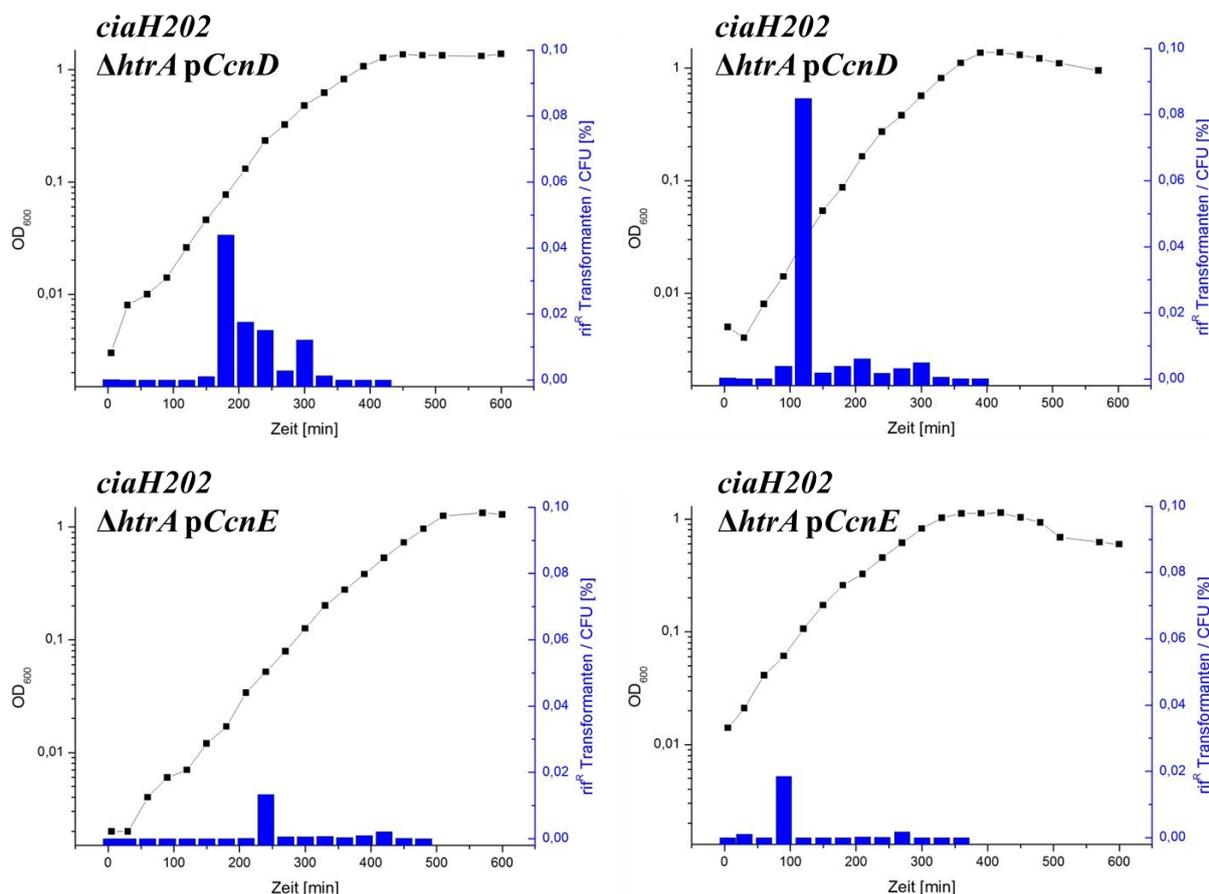 ciaH202
ΔhtrA pCcnD
1
0,1
0,01
OD600
0,10
0,08
0,06
0,04
0,02
0,00
rifR Transformanten / CFU [%]
0 100 200 300 400 500 600
Zeit [min]
ciaH202
ΔhtrA pCcnD
1
0,1
0,01
OD600
0,10
0,08
0,06
0,04
0,02
0,00
rifR Transformanten / CFU [%]
0 100 200 300 400 500 600
Zeit [min]
ciaH202
ΔhtrA pCcnE
1
0,1
0,01
OD600
0,10
0,08
0,06
0,04
0,02
0,00
rifR Transformanten / CFU [%]
0 100 200 300 400 500 600
Zeit [min]
ciaH202
ΔhtrA pCcnE
1
0,1
0,01
OD600
0,10
0,08
0,06
0,04
0,02
0,00
rifR Transformanten / CFU [%]
0 100 200 300 400 500 600
Zeit [min]